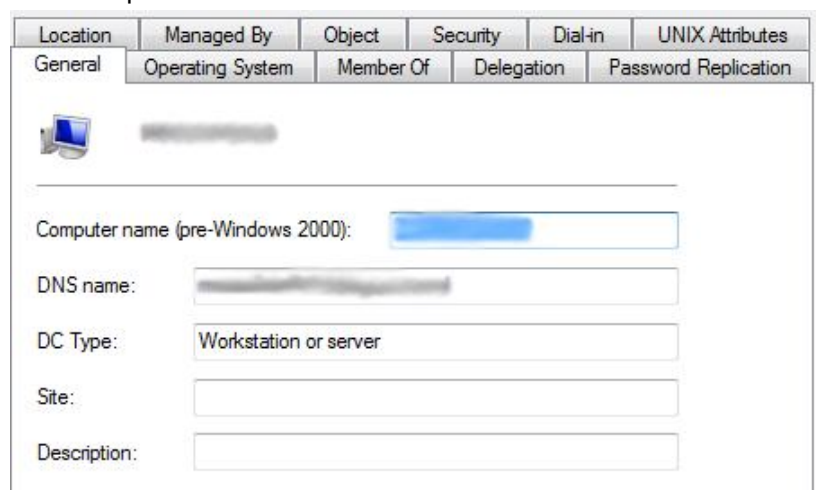 Location Managed By Object Security Dial-in UNIX Attributes
General Operating System Member Of Delegation Password Replication
Computer name (pre-Windows 2000):
DNS name:
DC Type: Workstation or server
Site:
Description: